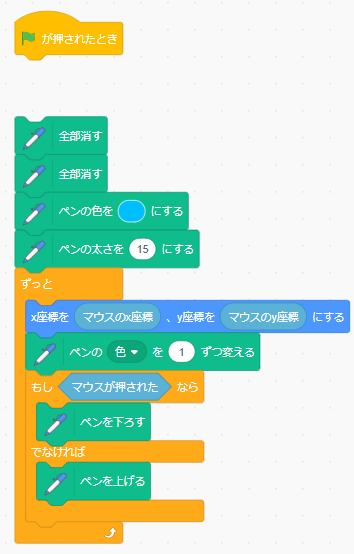 が押されたとき
全部消す
全部消す
ペンの色を にする
ペンの太さを 15 にする
ずっと
x座標を マウスのx座標 、y座標を マウスのy座標 にする
ペンの 色 を 1 ずつ変える
もし マウスが押された なら
ペンを下ろす
でなければ
ペンを上げる